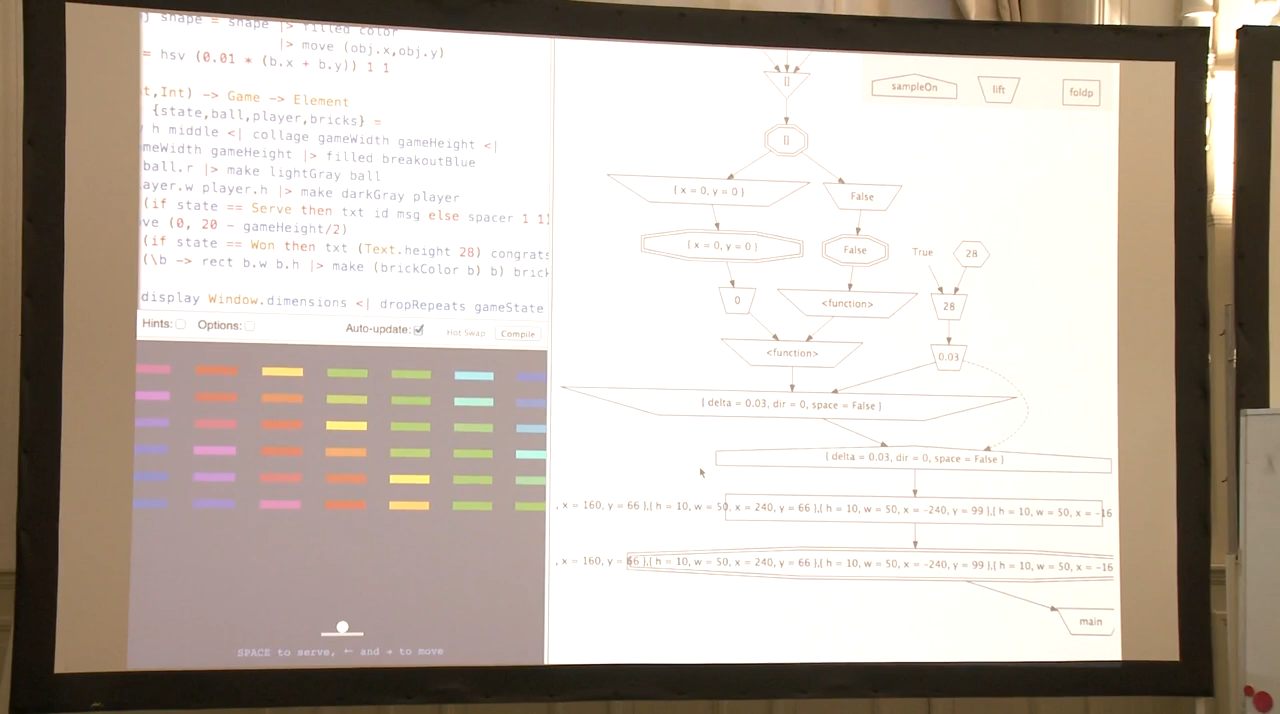 ] shape = shape |> filled color
|> move (obj.x,obj.y)
= hsv (0.01 * (b.x + b.y)) 1 1
t,Int) -> Game -> Element
{state,ball,player,bricks} =
h middle <| collage gameWidth gameHeight <|
meWidth gameHeight |> filled breakoutBlue
ball.r |> make lightGray ball
ayer.w player.h |> make darkGray player
(if state == Serve then txt id msg else spacer 1 1)
ve (0, 20 - gameHeight/2)
(if state == Won then txt (Text.height 28) congrats
(\b -> rect b.w b.h |> make (brickColor b) b) brick
display Window.dimensions <| dropRepeats gameState
Hints: Options: Auto-update: Hot Swap Compile
SPACE to serve, ← and → to move
sampleOn lift foldp
[]
[]
{ x = 0, y = 0 } False
{ x = 0, y = 0 } False True 28
0 <function> 28
<function> 0.03
{ delta = 0.03, dir = 0, space = False }
{ delta = 0.03, dir = 0, space = False }
, x = 160, y = 66 },{ h = 10, w = 50, x = 240, y = 66 },{ h = 10, w = 50, x = -240, y = 99 },{ h = 10, w = 50, x = -16
, x = 160, y = 66 },{ h = 10, w = 50, x = 240, y = 66 },{ h = 10, w = 50, x = -240, y = 99 },{ h = 10, w = 50, x = -16
main